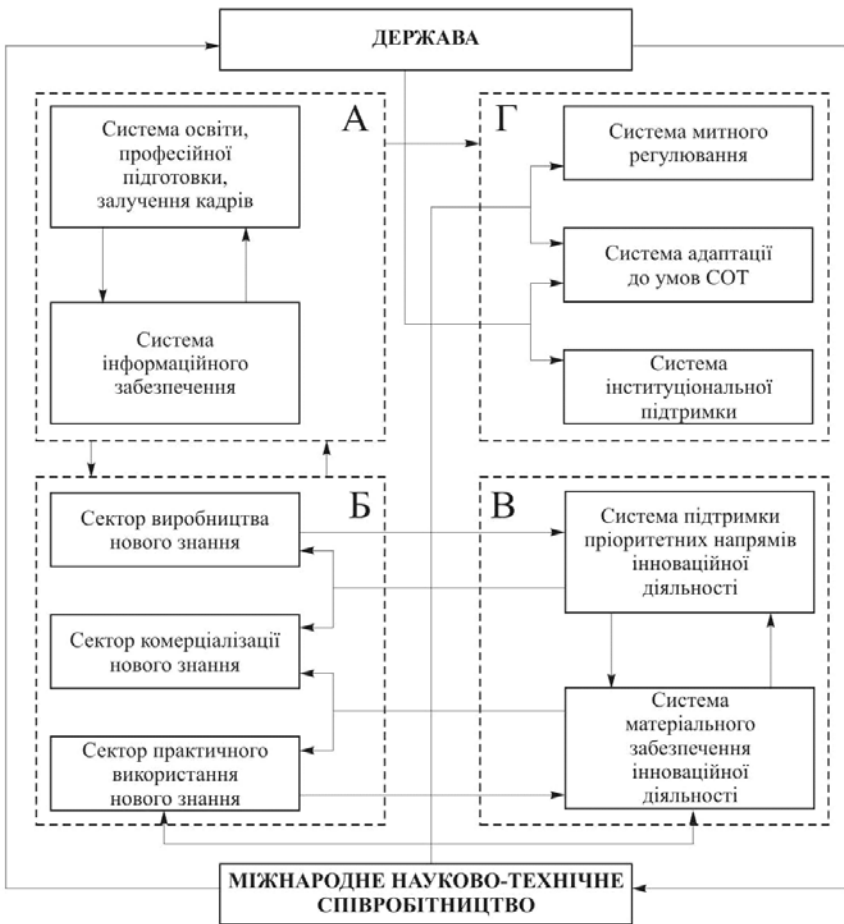 ДЕРЖАВА
А
Система освіти,
професійної
підготовки,
залучення кадрів
Система
інформаційного
забезпечення
Г
Система митного
регулювання
Система адаптації
до умов СОТ
Система
інституціональної
підтримки
Б
Сектор виробництва
нового знання
Сектор комерціалізації
нового знання
Сектор практичного
використання
нового знання
В
Система підтримки
пріоритетних напрямів
інноваційної
діяльності
Система
матеріального
забезпечення
інноваційної
діяльності
МІЖНАРОДНЕ НАУКОВО-ТЕХНІЧНЕ
СПІВРОБІТНИЦТВО